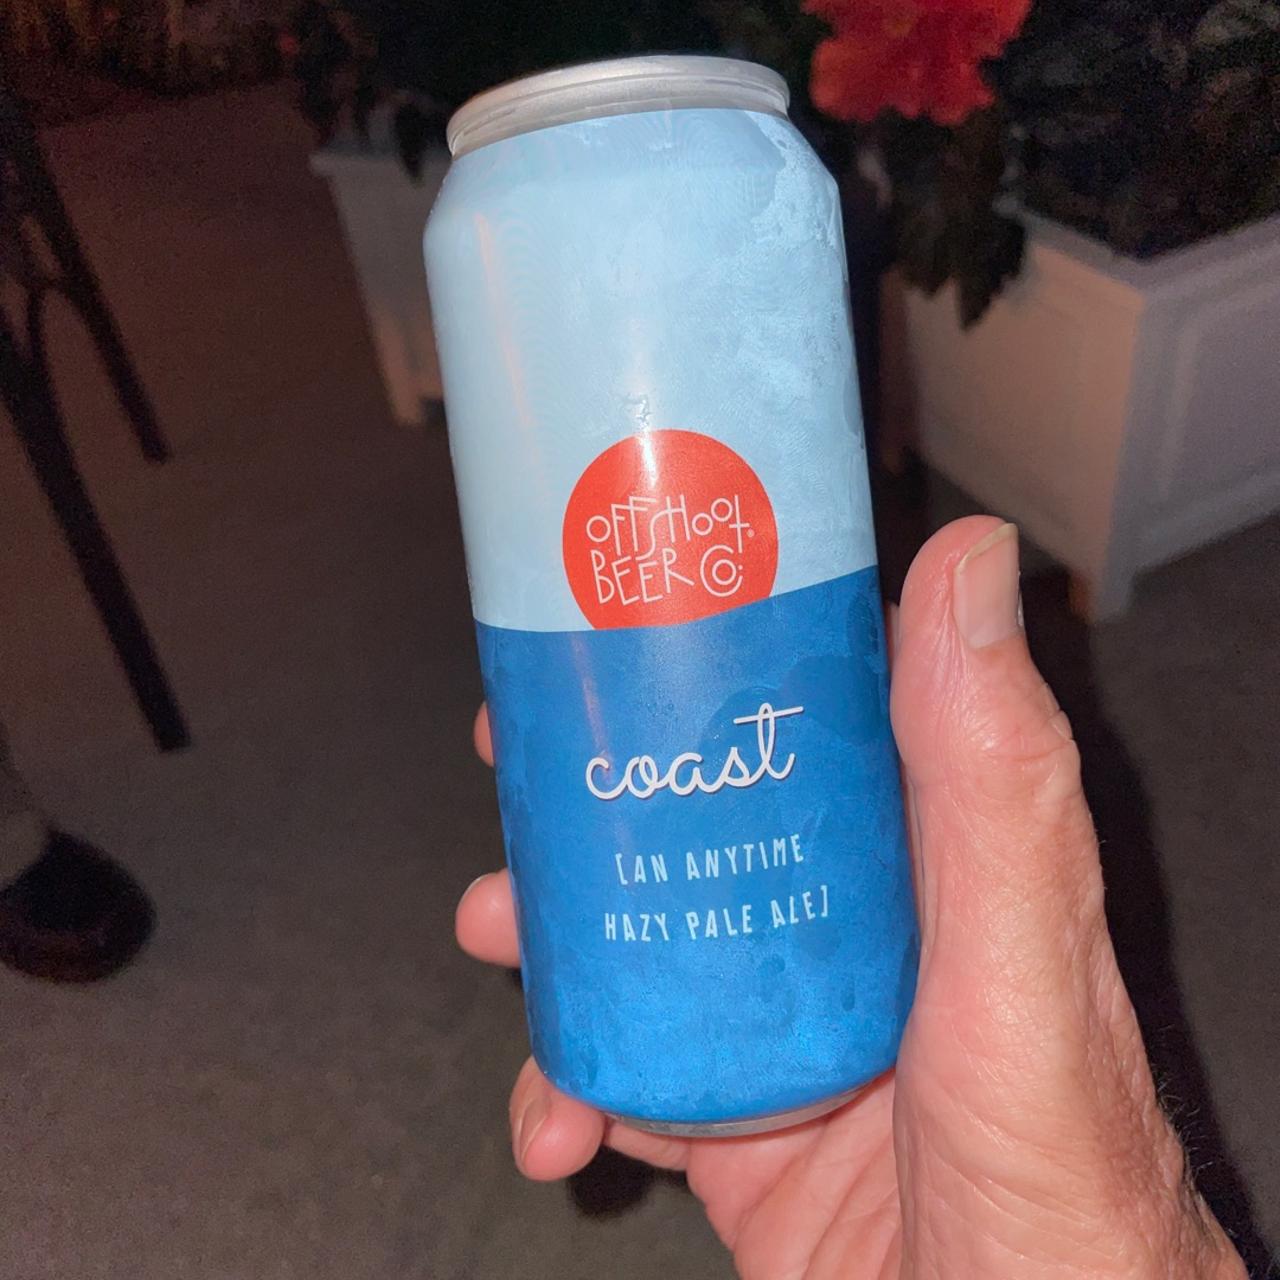 OFFSHOOT®
BEER CO.
coast
[AN ANYTIME
HAZY PALE ALE]